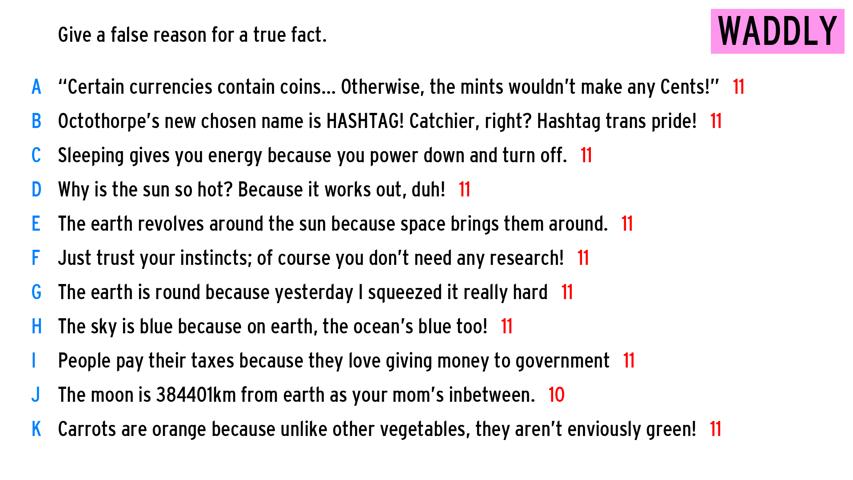 Give a false reason for a true fact.
WADDLY
A “Certain currencies contain coins... Otherwise, the mints wouldn’t make any Cents!” 11
B Octothorpe’s new chosen name is HASHTAG! Catchier, right? Hashtag trans pride! 11
C Sleeping gives you energy because you power down and turn off. 11
D Why is the sun so hot? Because it works out, duh! 11
E The earth revolves around the sun because space brings them around. 11
F Just trust your instincts; of course you don’t need any research! 11
G The earth is round because yesterday I squeezed it really hard 11
H The sky is blue because on earth, the ocean’s blue too! 11
I People pay their taxes because they love giving money to government 11
J The moon is 384401km from earth as your mom’s inbetween. 10
K Carrots are orange because unlike other vegetables, they aren’t enviously green! 11